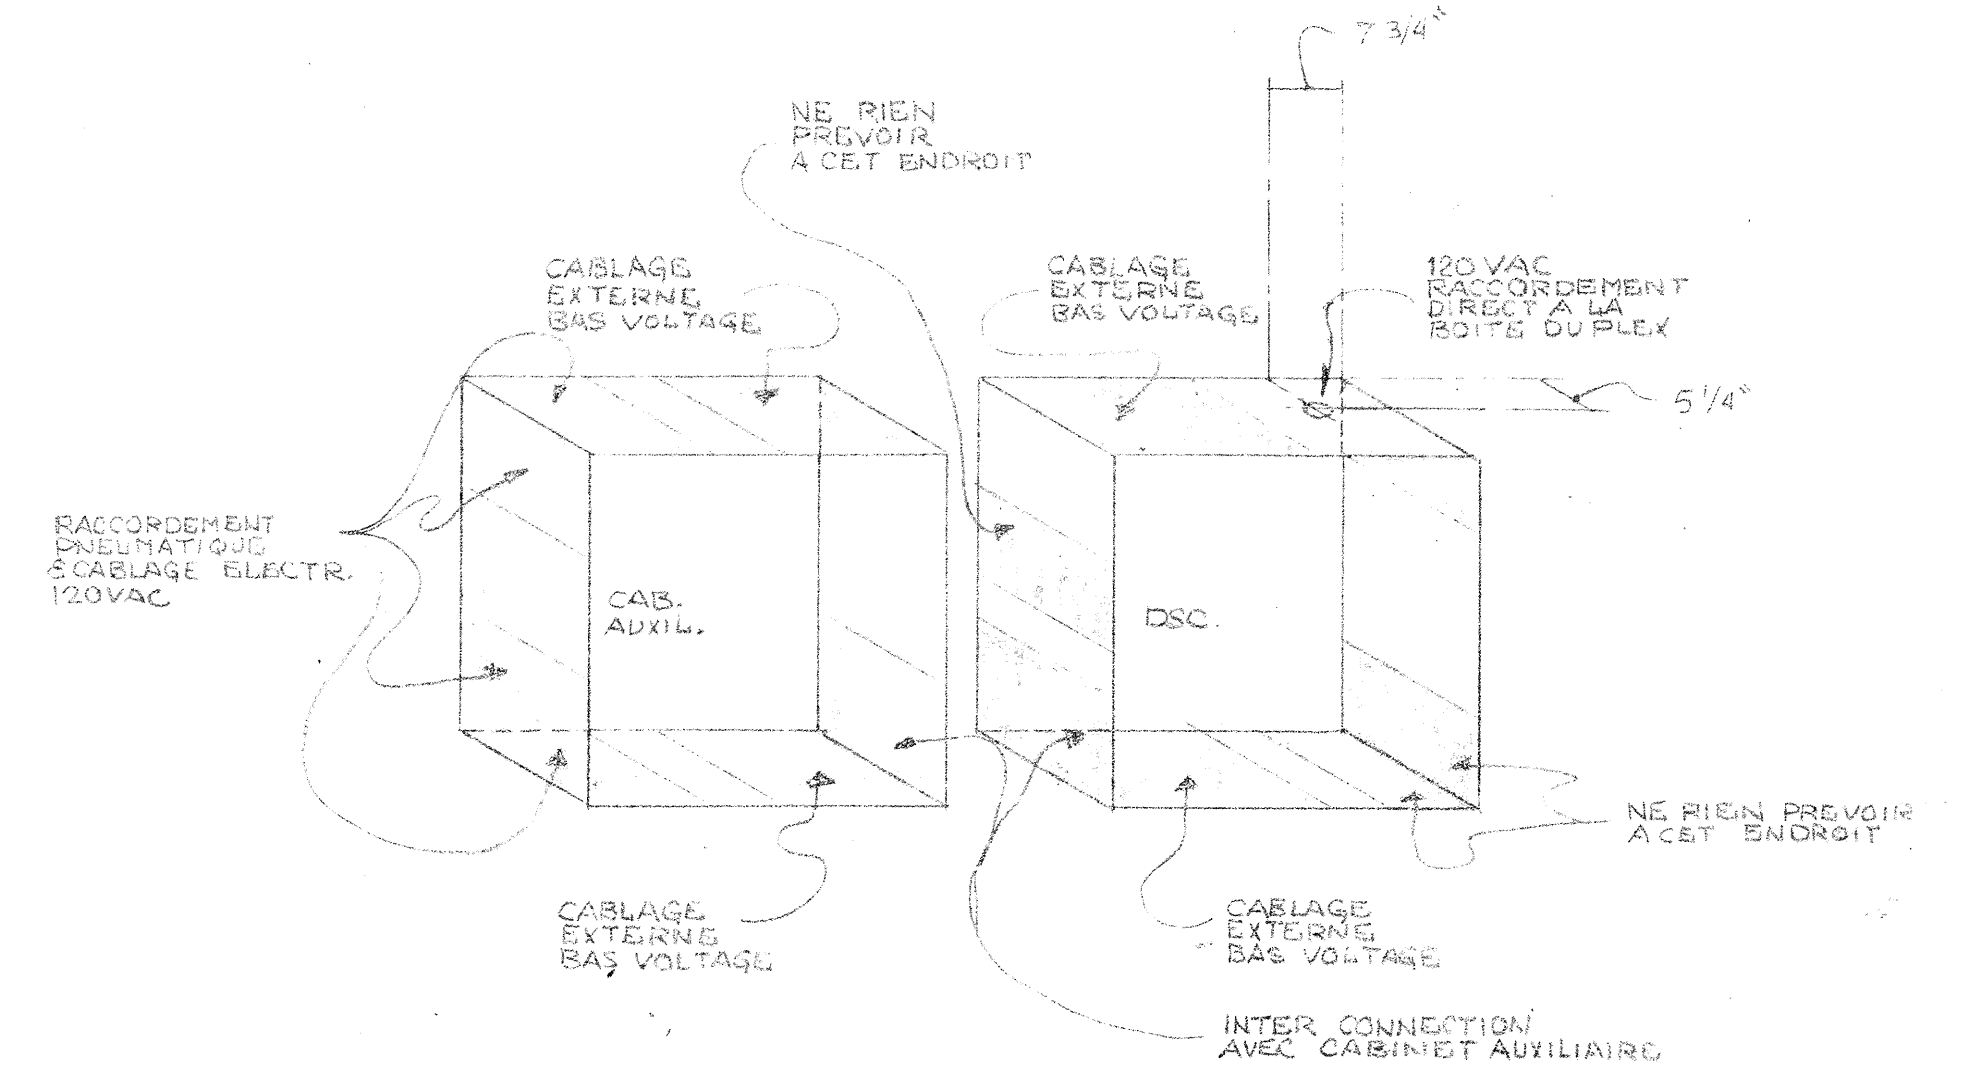 7 3/4"
NE RIEN
PREVOIR
A CET ENDROIT
CABLAGE
EXTERNE
BAS VOLTAGE
CABLAGE
EXTERNE
BAS VOLTAGE
120 VAC
RACCORDEMENT
DIRECT A LA
BOITE DUPLEX
5 1/4"
RACCORDEMENT
PNEUMATIQUE
& CABLAGE ELECTR.
120VAC
CAB.
AUXIL.
DSC.
NE RIEN PREVOIR
A CET ENDROIT
CABLAGE
EXTERNE
BAS VOLTAGE
CABLAGE
EXTERNE
BAS VOLTAGE
INTER CONNECTION
AVEC CABINET AUXILIAIRE